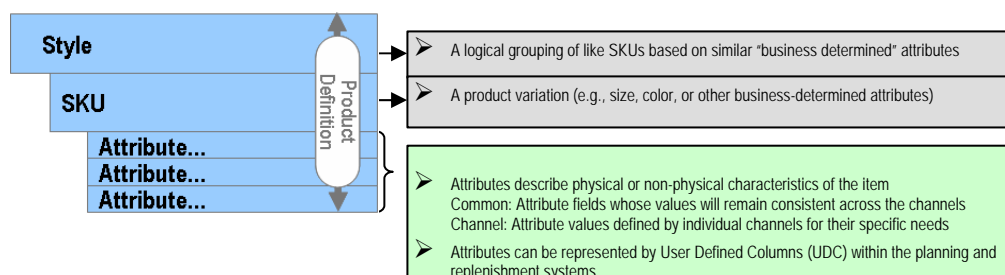 Style
A logical grouping of like SKUs based on similar “business determined” attributes
SKU
A product variation (e.g., size, color, or other business-determined attributes)
Product
Definition
Attribute...
Attribute...
Attribute...
Attributes describe physical or non-physical characteristics of the item
Common: Attribute fields whose values will remain consistent across the channels
Channel: Attribute values defined by individual channels for their specific needs
Attributes can be represented by User Defined Columns (UDC) within the planning and
replenishment systems